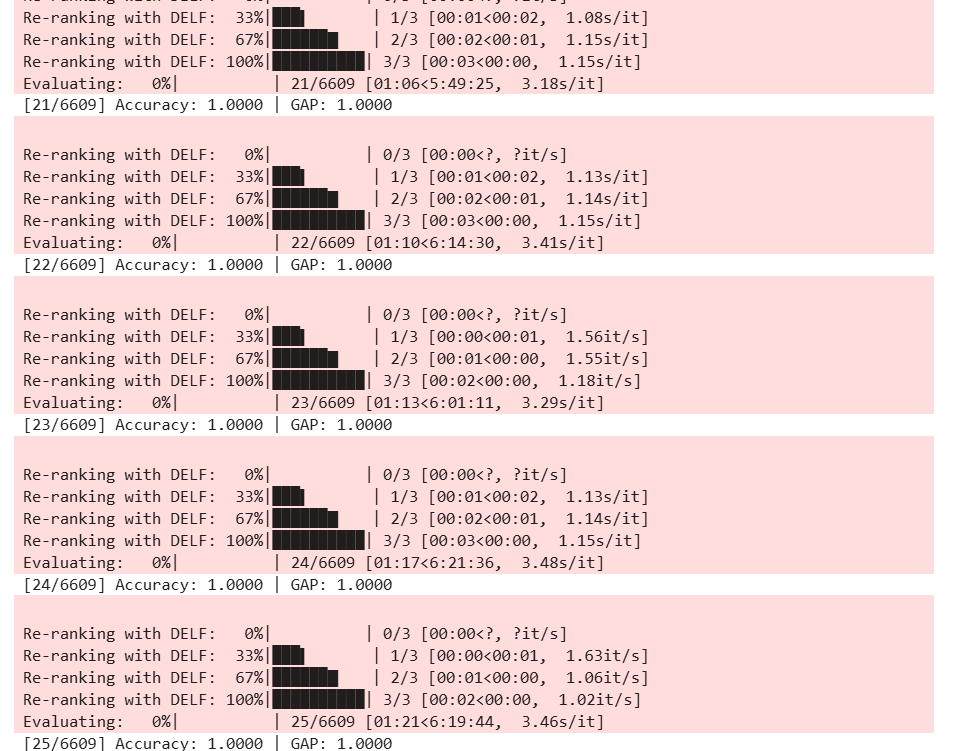 Re-ranking with DELF:  33%|███▎      | 1/3 [00:01<00:02,  1.08s/it]
Re-ranking with DELF:  67%|██████▋   | 2/3 [00:02<00:01,  1.15s/it]
Re-ranking with DELF: 100%|██████████| 3/3 [00:03<00:00,  1.15s/it]
Evaluating:   0%|          | 21/6609 [01:06<5:49:25,  3.18s/it]
[21/6609] Accuracy: 1.0000 | GAP: 1.0000
Re-ranking with DELF:   0%|          | 0/3 [00:00<?, ?it/s]
Re-ranking with DELF:  33%|███▎      | 1/3 [00:01<00:02,  1.13s/it]
Re-ranking with DELF:  67%|██████▋   | 2/3 [00:02<00:01,  1.14s/it]
Re-ranking with DELF: 100%|██████████| 3/3 [00:03<00:00,  1.15s/it]
Evaluating:   0%|          | 22/6609 [01:10<6:14:30,  3.41s/it]
[22/6609] Accuracy: 1.0000 | GAP: 1.0000
Re-ranking with DELF:   0%|          | 0/3 [00:00<?, ?it/s]
Re-ranking with DELF:  33%|███▎      | 1/3 [00:00<00:01,  1.56it/s]
Re-ranking with DELF:  67%|██████▋   | 2/3 [00:01<00:00,  1.55it/s]
Re-ranking with DELF: 100%|██████████| 3/3 [00:02<00:00,  1.18it/s]
Evaluating:   0%|          | 23/6609 [01:13<6:01:11,  3.29s/it]
[23/6609] Accuracy: 1.0000 | GAP: 1.0000
Re-ranking with DELF:   0%|          | 0/3 [00:00<?, ?it/s]
Re-ranking with DELF:  33%|███▎      | 1/3 [00:01<00:02,  1.13s/it]
Re-ranking with DELF:  67%|██████▋   | 2/3 [00:02<00:01,  1.14s/it]
Re-ranking with DELF: 100%|██████████| 3/3 [00:03<00:00,  1.15s/it]
Evaluating:   0%|          | 24/6609 [01:17<6:21:36,  3.48s/it]
[24/6609] Accuracy: 1.0000 | GAP: 1.0000
Re-ranking with DELF:   0%|          | 0/3 [00:00<?, ?it/s]
Re-ranking with DELF:  33%|███▎      | 1/3 [00:00<00:01,  1.63it/s]
Re-ranking with DELF:  67%|██████▋   | 2/3 [00:01<00:00,  1.06it/s]
Re-ranking with DELF: 100%|██████████| 3/3 [00:02<00:00,  1.02it/s]
Evaluating:   0%|          | 25/6609 [01:21<6:19:44,  3.46s/it]
[25/6609] Accuracy: 1.0000 | GAP: 1.0000